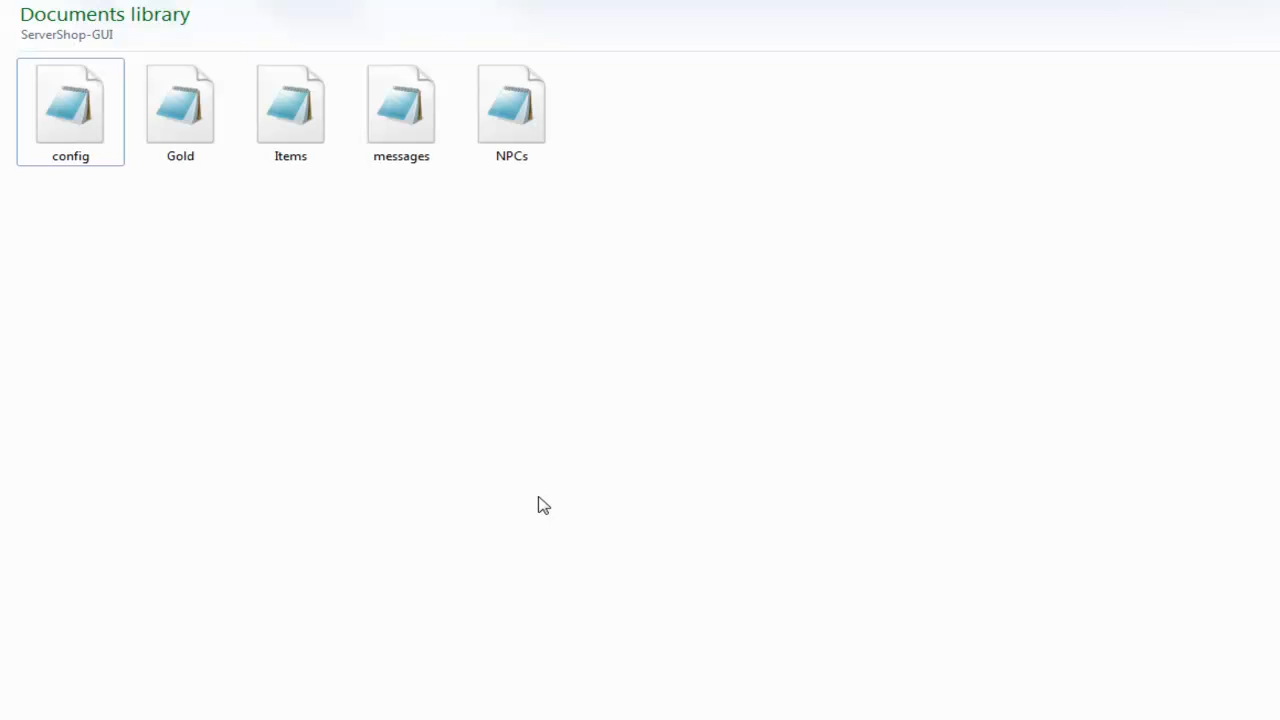 Documents library
ServerShop-GUI
config
Gold
Items
messages
NPCs